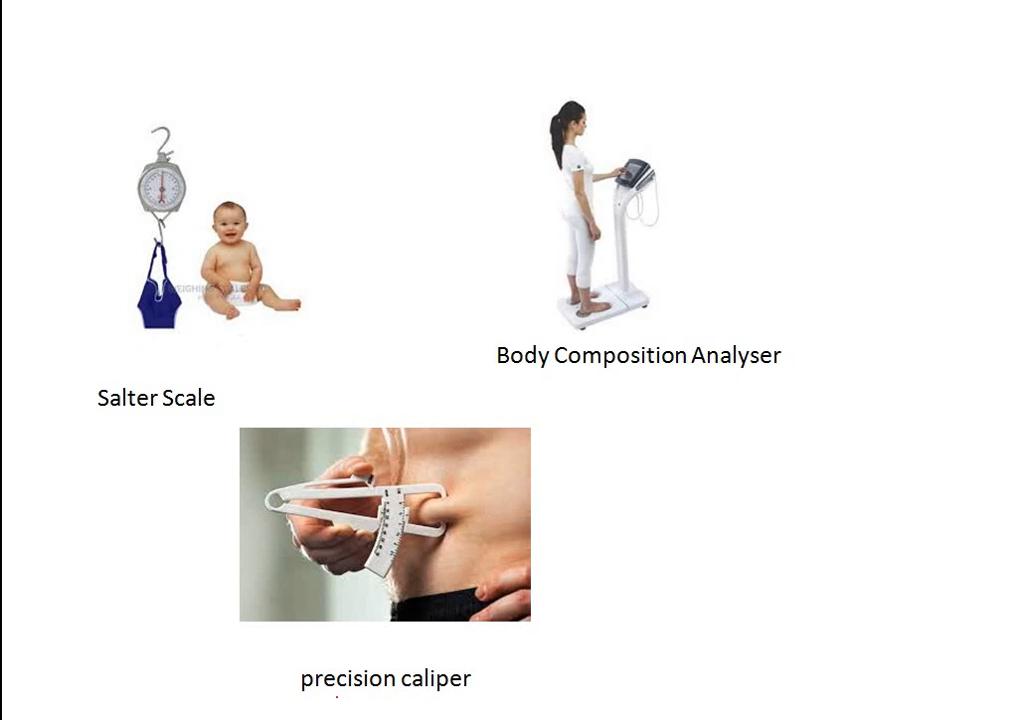 Body Composition Analyser
Salter Scale
precision caliper